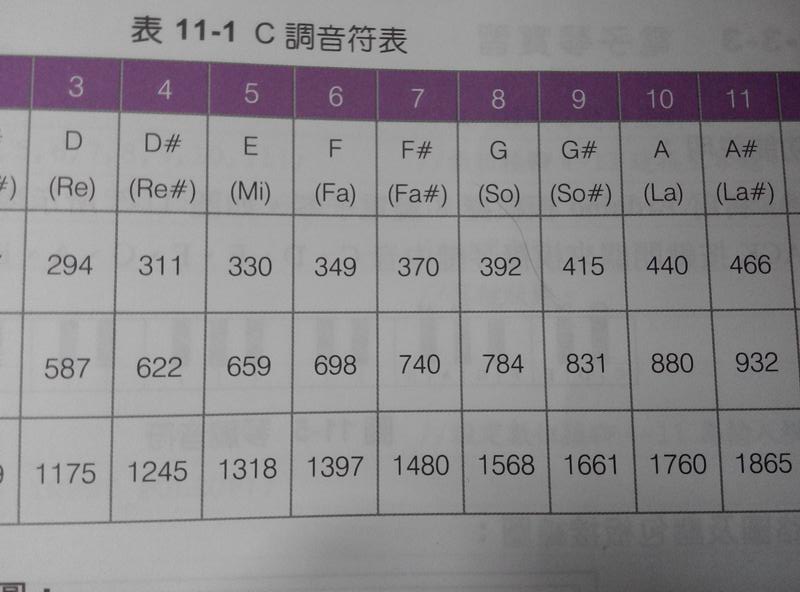 表 11-1 C 調音符表
3 4 5 6 7 8 9 10 11
D D# E F F# G G# A A#
#) (Re) (Re#) (Mi) (Fa) (Fa#) (So) (So#) (La) (La#)
294 311 330 349 370 392 415 440 466
587 622 659 698 740 784 831 880 932
9 1175 1245 1318 1397 1480 1568 1661 1760 1865
圖：